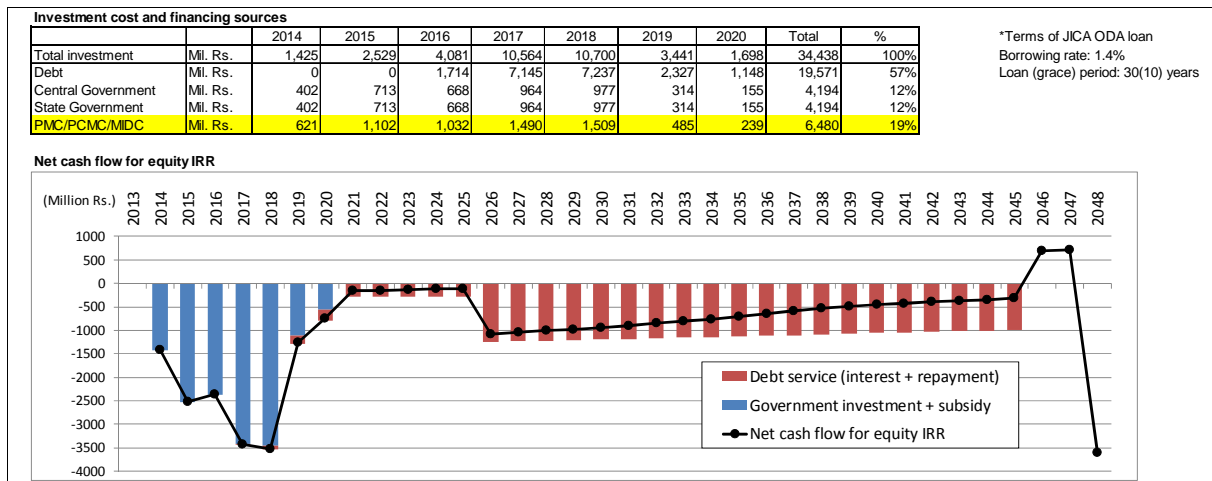 Investment cost and financing sources
2014 2015 2016 2017 2018 2019 2020 Total %
Total investment Mil. Rs. 1,425 2,529 4,081 10,564 10,700 3,441 1,698 34,438 100%
Debt Mil. Rs. 0 0 1,714 7,145 7,237 2,327 1,148 19,571 57%
Central Government Mil. Rs. 402 713 668 964 977 314 155 4,194 12%
State Government Mil. Rs. 402 713 668 964 977 314 155 4,194 12%
PMC/PCMC/MIDC Mil. Rs. 621 1,102 1,032 1,490 1,509 485 239 6,480 19%
*Terms of JICA ODA loan
Borrowing rate: 1.4%
Loan (grace) period: 30(10) years
Net cash flow for equity IRR
(Million Rs.) 2013 2014 2015 2016 2017 2018 2019 2020 2021 2022 2023 2024 2025 2026 2027 2028 2029 2030 2031 2032 2033 2034 2035 2036 2037 2038 2039 2040 2041 2042 2043 2044 2045 2046 2047 2048
1000
500
0
-500
-1000
-1500
-2000
-2500
-3000
-3500
-4000
Debt service (interest + repayment)
Government investment + subsidy
Net cash flow for equity IRR